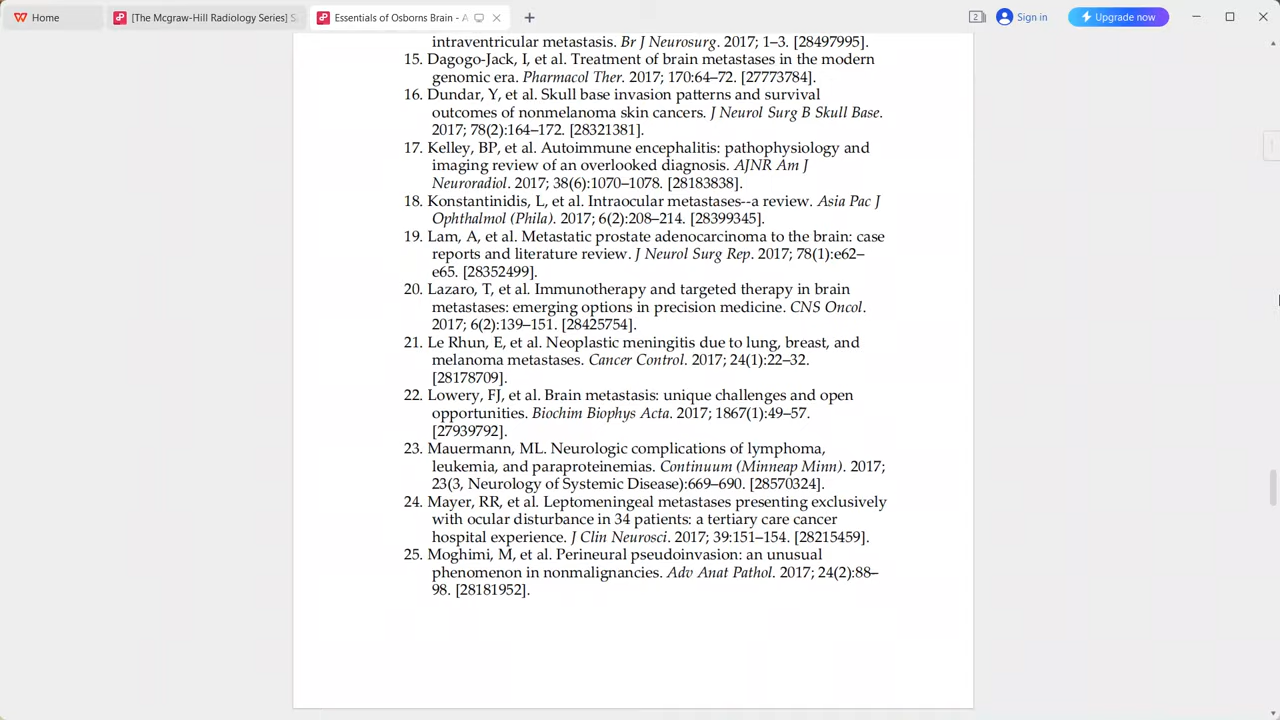 Home
[The Mcgraw-Hill Radiology Series] S
Essentials of Osborns Brain - A
2
Sign in
Upgrade now
intraventricular metastasis. Br J Neurosurg. 2017; 1–3. [28497995].
15. Dagogo-Jack, I, et al. Treatment of brain metastases in the modern
genomic era. Pharmacol Ther. 2017; 170:64–72. [27773784].
16. Dundar, Y, et al. Skull base invasion patterns and survival
outcomes of nonmelanoma skin cancers. J Neurol Surg B Skull Base.
2017; 78(2):164–172. [28321381].
17. Kelley, BP, et al. Autoimmune encephalitis: pathophysiology and
imaging review of an overlooked diagnosis. AJNR Am J
Neuroradiol. 2017; 38(6):1070–1078. [28183838].
18. Konstantinidis, L, et al. Intraocular metastases--a review. Asia Pac J
Ophthalmol (Phila). 2017; 6(2):208–214. [28399345].
19. Lam, A, et al. Metastatic prostate adenocarcinoma to the brain: case
reports and literature review. J Neurol Surg Rep. 2017; 78(1):e62–
e65. [28352499].
20. Lazaro, T, et al. Immunotherapy and targeted therapy in brain
metastases: emerging options in precision medicine. CNS Oncol.
2017; 6(2):139–151. [28425754].
21. Le Rhun, E, et al. Neoplastic meningitis due to lung, breast, and
melanoma metastases. Cancer Control. 2017; 24(1):22–32.
[28178709].
22. Lowery, FJ, et al. Brain metastasis: unique challenges and open
opportunities. Biochim Biophys Acta. 2017; 1867(1):49–57.
[27939792].
23. Mauermann, ML. Neurologic complications of lymphoma,
leukemia, and paraproteinemias. Continuum (Minneap Minn). 2017;
23(3, Neurology of Systemic Disease):669–690. [28570324].
24. Mayer, RR, et al. Leptomeningeal metastases presenting exclusively
with ocular disturbance in 34 patients: a tertiary care cancer
hospital experience. J Clin Neurosci. 2017; 39:151–154. [28215459].
25. Moghimi, M, et al. Perineural pseudoinvasion: an unusual
phenomenon in nonmalignancies. Adv Anat Pathol. 2017; 24(2):88–
98. [28181952].